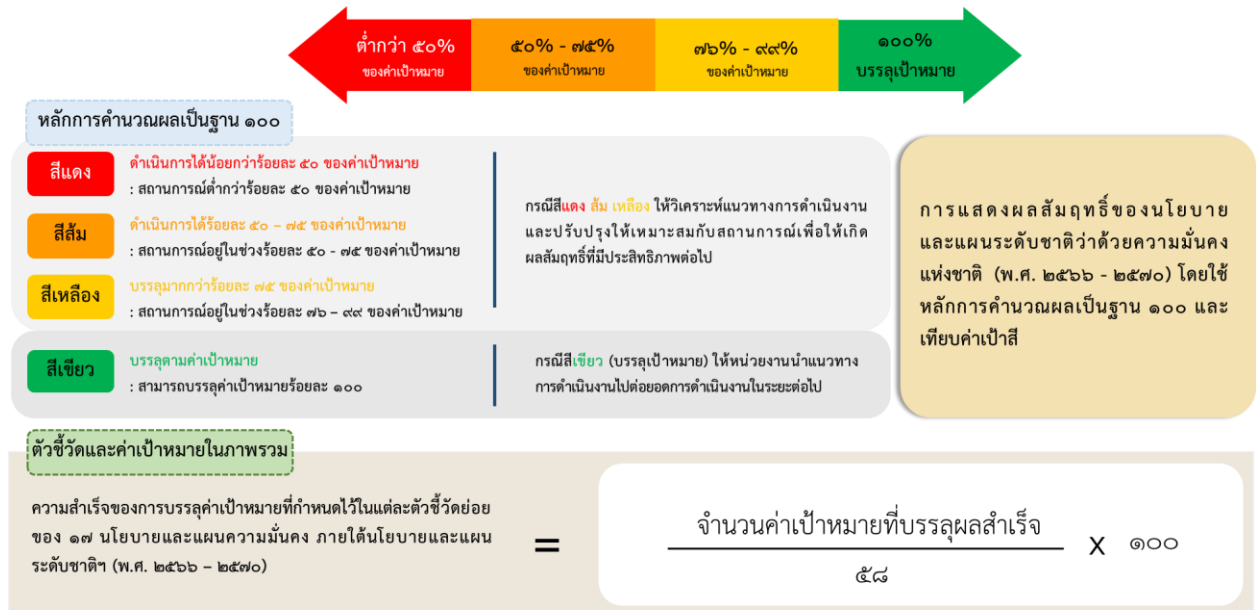 ต่ำกว่า ๕๐%
ของค่าเป้าหมาย
๕๐% - ๗๕%
ของค่าเป้าหมาย
๗๖% - ๙๙%
ของค่าเป้าหมาย
๑๐๐%
บรรลุเป้าหมาย
หลักการคำนวณผลเป็นฐาน ๑๐๐
สีแดง
ดำเนินการได้น้อยกว่าร้อยละ ๕๐ ของค่าเป้าหมาย
: สถานการณ์ต่ำกว่าร้อยละ ๕๐ ของค่าเป้าหมาย
สีส้ม
ดำเนินการได้ร้อยละ ๕๐ – ๗๕ ของค่าเป้าหมาย
: สถานการณ์อยู่ในช่วงร้อยละ ๕๐ - ๗๕ ของค่าเป้าหมาย
สีเหลือง
บรรลุมากกว่าร้อยละ ๗๕ ของค่าเป้าหมาย
: สถานการณ์อยู่ในช่วงร้อยละ ๗๖ – ๙๙ ของค่าเป้าหมาย
กรณีสีแดง ส้ม เหลือง ให้วิเคราะห์แนวทางการดำเนินงาน
และปรับปรุงให้เหมาะสมกับสถานการณ์เพื่อให้เกิด
ผลสัมฤทธิ์ที่มีประสิทธิภาพต่อไป
สีเขียว
บรรลุตามค่าเป้าหมาย
: สามารถบรรลุค่าเป้าหมายร้อยละ ๑๐๐
กรณีสีเขียว (บรรลุเป้าหมาย) ให้หน่วยงานนำแนวทาง
การดำเนินงานไปต่อยอดการดำเนินงานในระยะต่อไป
การแสดงผลสัมฤทธิ์ของนโยบาย
และแผนระดับชาติว่าด้วยความมั่นคง
แห่งชาติ (พ.ศ. ๒๕๖๖ - ๒๕๗๐) โดยใช้
หลักการคำนวณผลเป็นฐาน ๑๐๐ และ
เทียบค่าเป้าสี
ตัวชี้วัดและค่าเป้าหมายในภาพรวม
ความสำเร็จของการบรรลุค่าเป้าหมายที่กำหนดไว้ในแต่ละตัวชี้วัดย่อย
ของ ๑๗ นโยบายและแผนความมั่นคง ภายใต้นโยบายและแผน
ระดับชาติฯ (พ.ศ. ๒๕๖๖ – ๒๕๗๐)
=
จำนวนค่าเป้าหมายที่บรรลุผลสำเร็จ
๕๘
X ๑๐๐